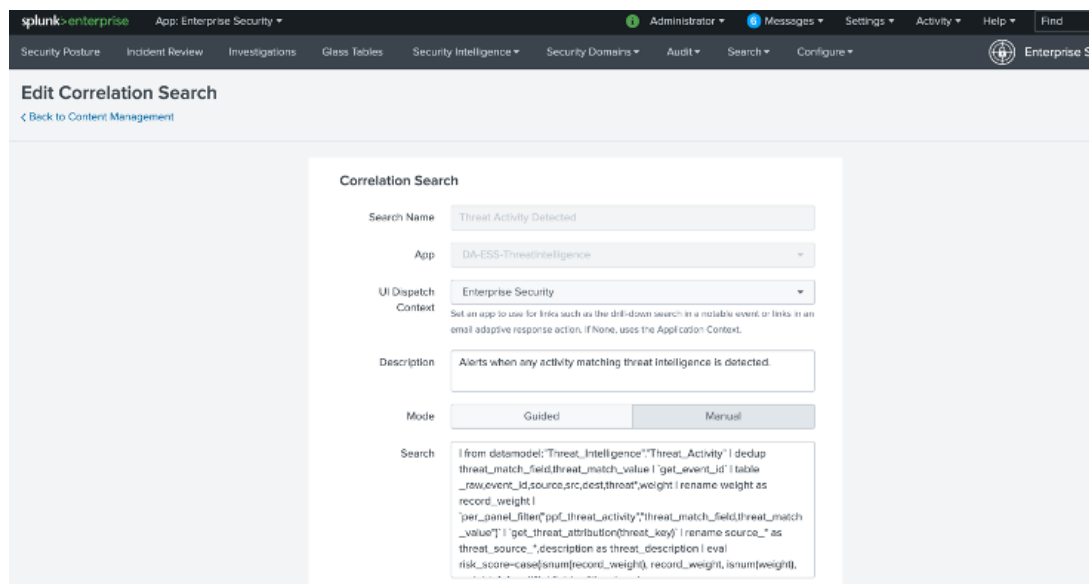 splunk>enterprise App: Enterprise Security ▾ i Administrator ▾ 6 Messages ▾ Settings ▾ Activity ▾ Help ▾ Find
Security Posture Incident Review Investigations Glass Tables Security Intelligence ▾ Security Domains ▾ Audit ▾ Search ▾ Configure ▾ Enterprise S
Edit Correlation Search
< Back to Content Management
Correlation Search
Search Name Threat Activity Detected
App DA-ESS-ThreatIntelligence
UI Dispatch Enterprise Security
Context
Set an app to use for links such as the drill-down search in a notable event or links in an
email adaptive response action. If None, uses the Application Context.
Description Alerts when any activity matching threat intelligence is detected.
Mode Guided Manual
Search | from datamodel:"Threat_Intelligence"."Threat_Activity" | dedup
threat_match_field,threat_match_value | `get_event_id` | table
_raw,event_id,source,src,dest,threat*,weight | rename weight as
record_weight |
`per_panel_filter("ppf_threat_activity","threat_match_field,threat_match
_value")` | `get_threat_attribution(threat_key)` | rename source_* as
threat_source_*,description as threat_description | eval
risk_score=case(isnum(record_weight), record_weight, isnum(weight),